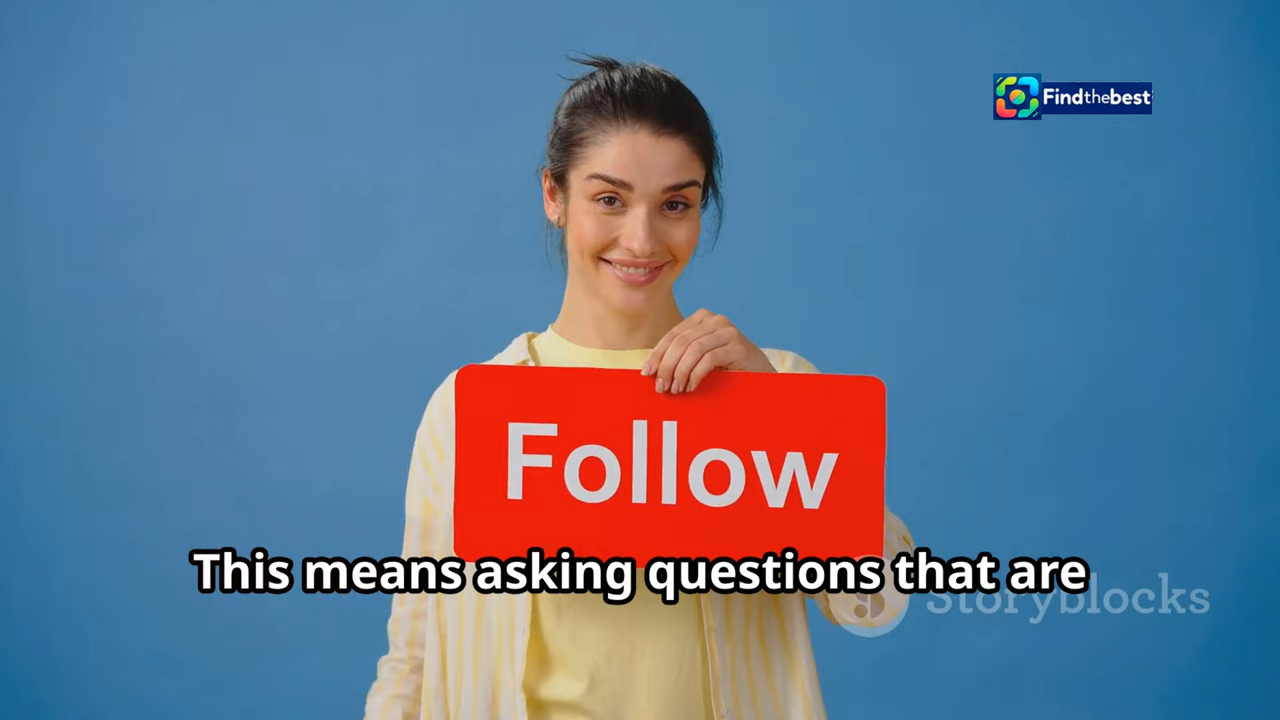 Findthebest
Follow
This means asking questions that are
Storyblocks